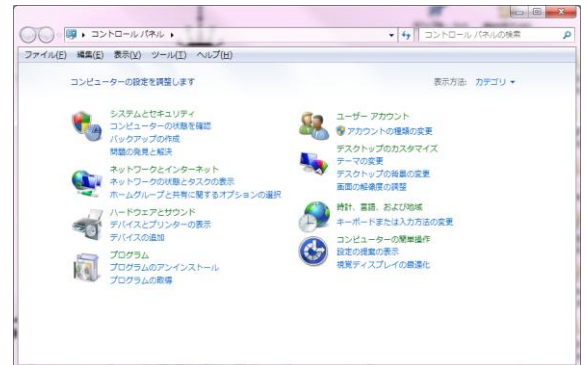 コントロール パネル
コントロール パネルの検索
ファイル(F) 編集(E) 表示(V) ツール(T) ヘルプ(H)
コンピューターの設定を調整します
表示方法: カテゴリ
システムとセキュリティ
コンピューターの状態を確認
バックアップの作成
問題の発見と解決
ネットワークとインターネット
ネットワークの状態とタスクの表示
ホームグループと共有に関するオプションの選択
ハードウェアとサウンド
デバイスとプリンターの表示
デバイスの追加
プログラム
プログラムのアンインストール
プログラムの取得
ユーザー アカウント
アカウントの種類の変更
デスクトップのカスタマイズ
テーマの変更
デスクトップの背景の変更
画面の解像度の調整
時計、言語、および地域
キーボードまたは入力方法の変更
コンピューターの簡単操作
設定の提案の表示
視覚ディスプレイの最適化